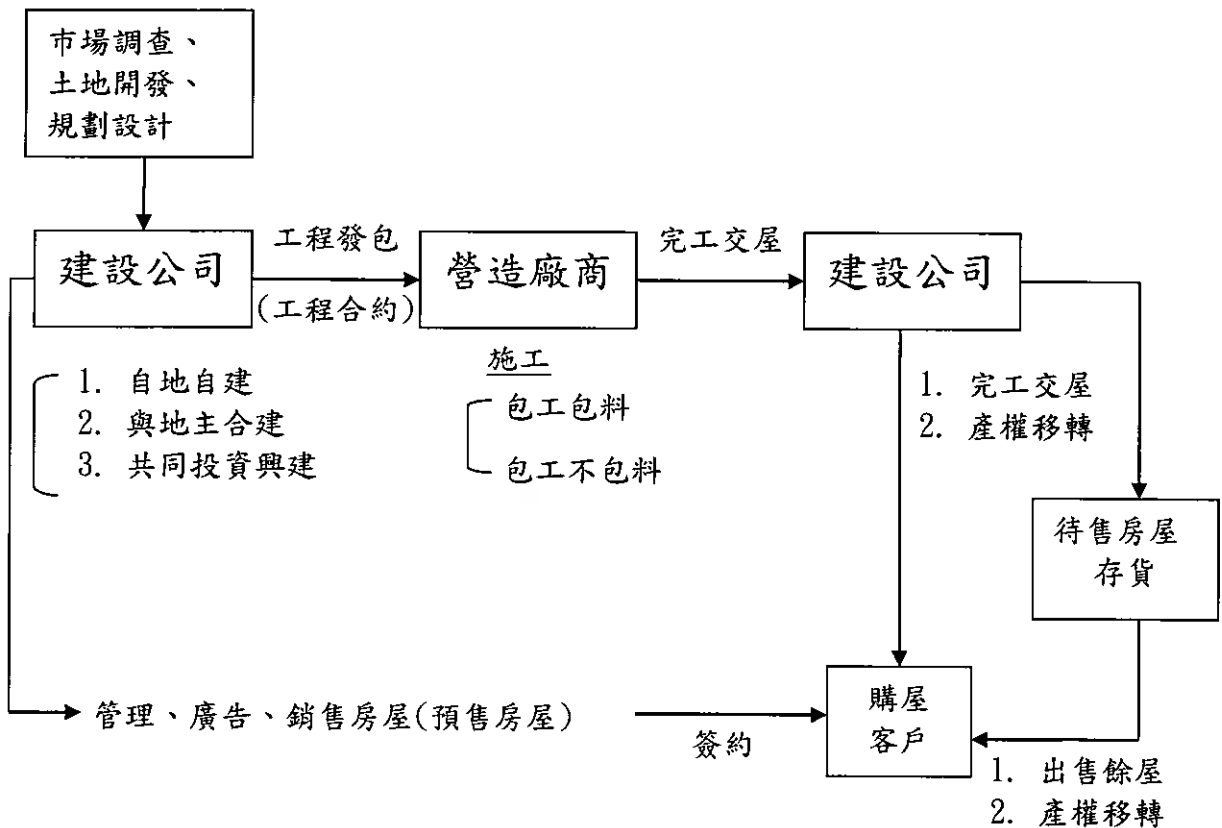 市場調查、
土地開發、
規劃設計
建設公司
工程發包
(工程合約)
營造廠商
完工交屋
建設公司
1. 自地自建
2. 與地主合建
3. 共同投資興建
施工
包工包料
包工不包料
1. 完工交屋
2. 產權移轉
待售房屋
存貨
管理、廣告、銷售房屋(預售房屋)
簽約
購屋
客戶
1. 出售餘屋
2. 產權移轉